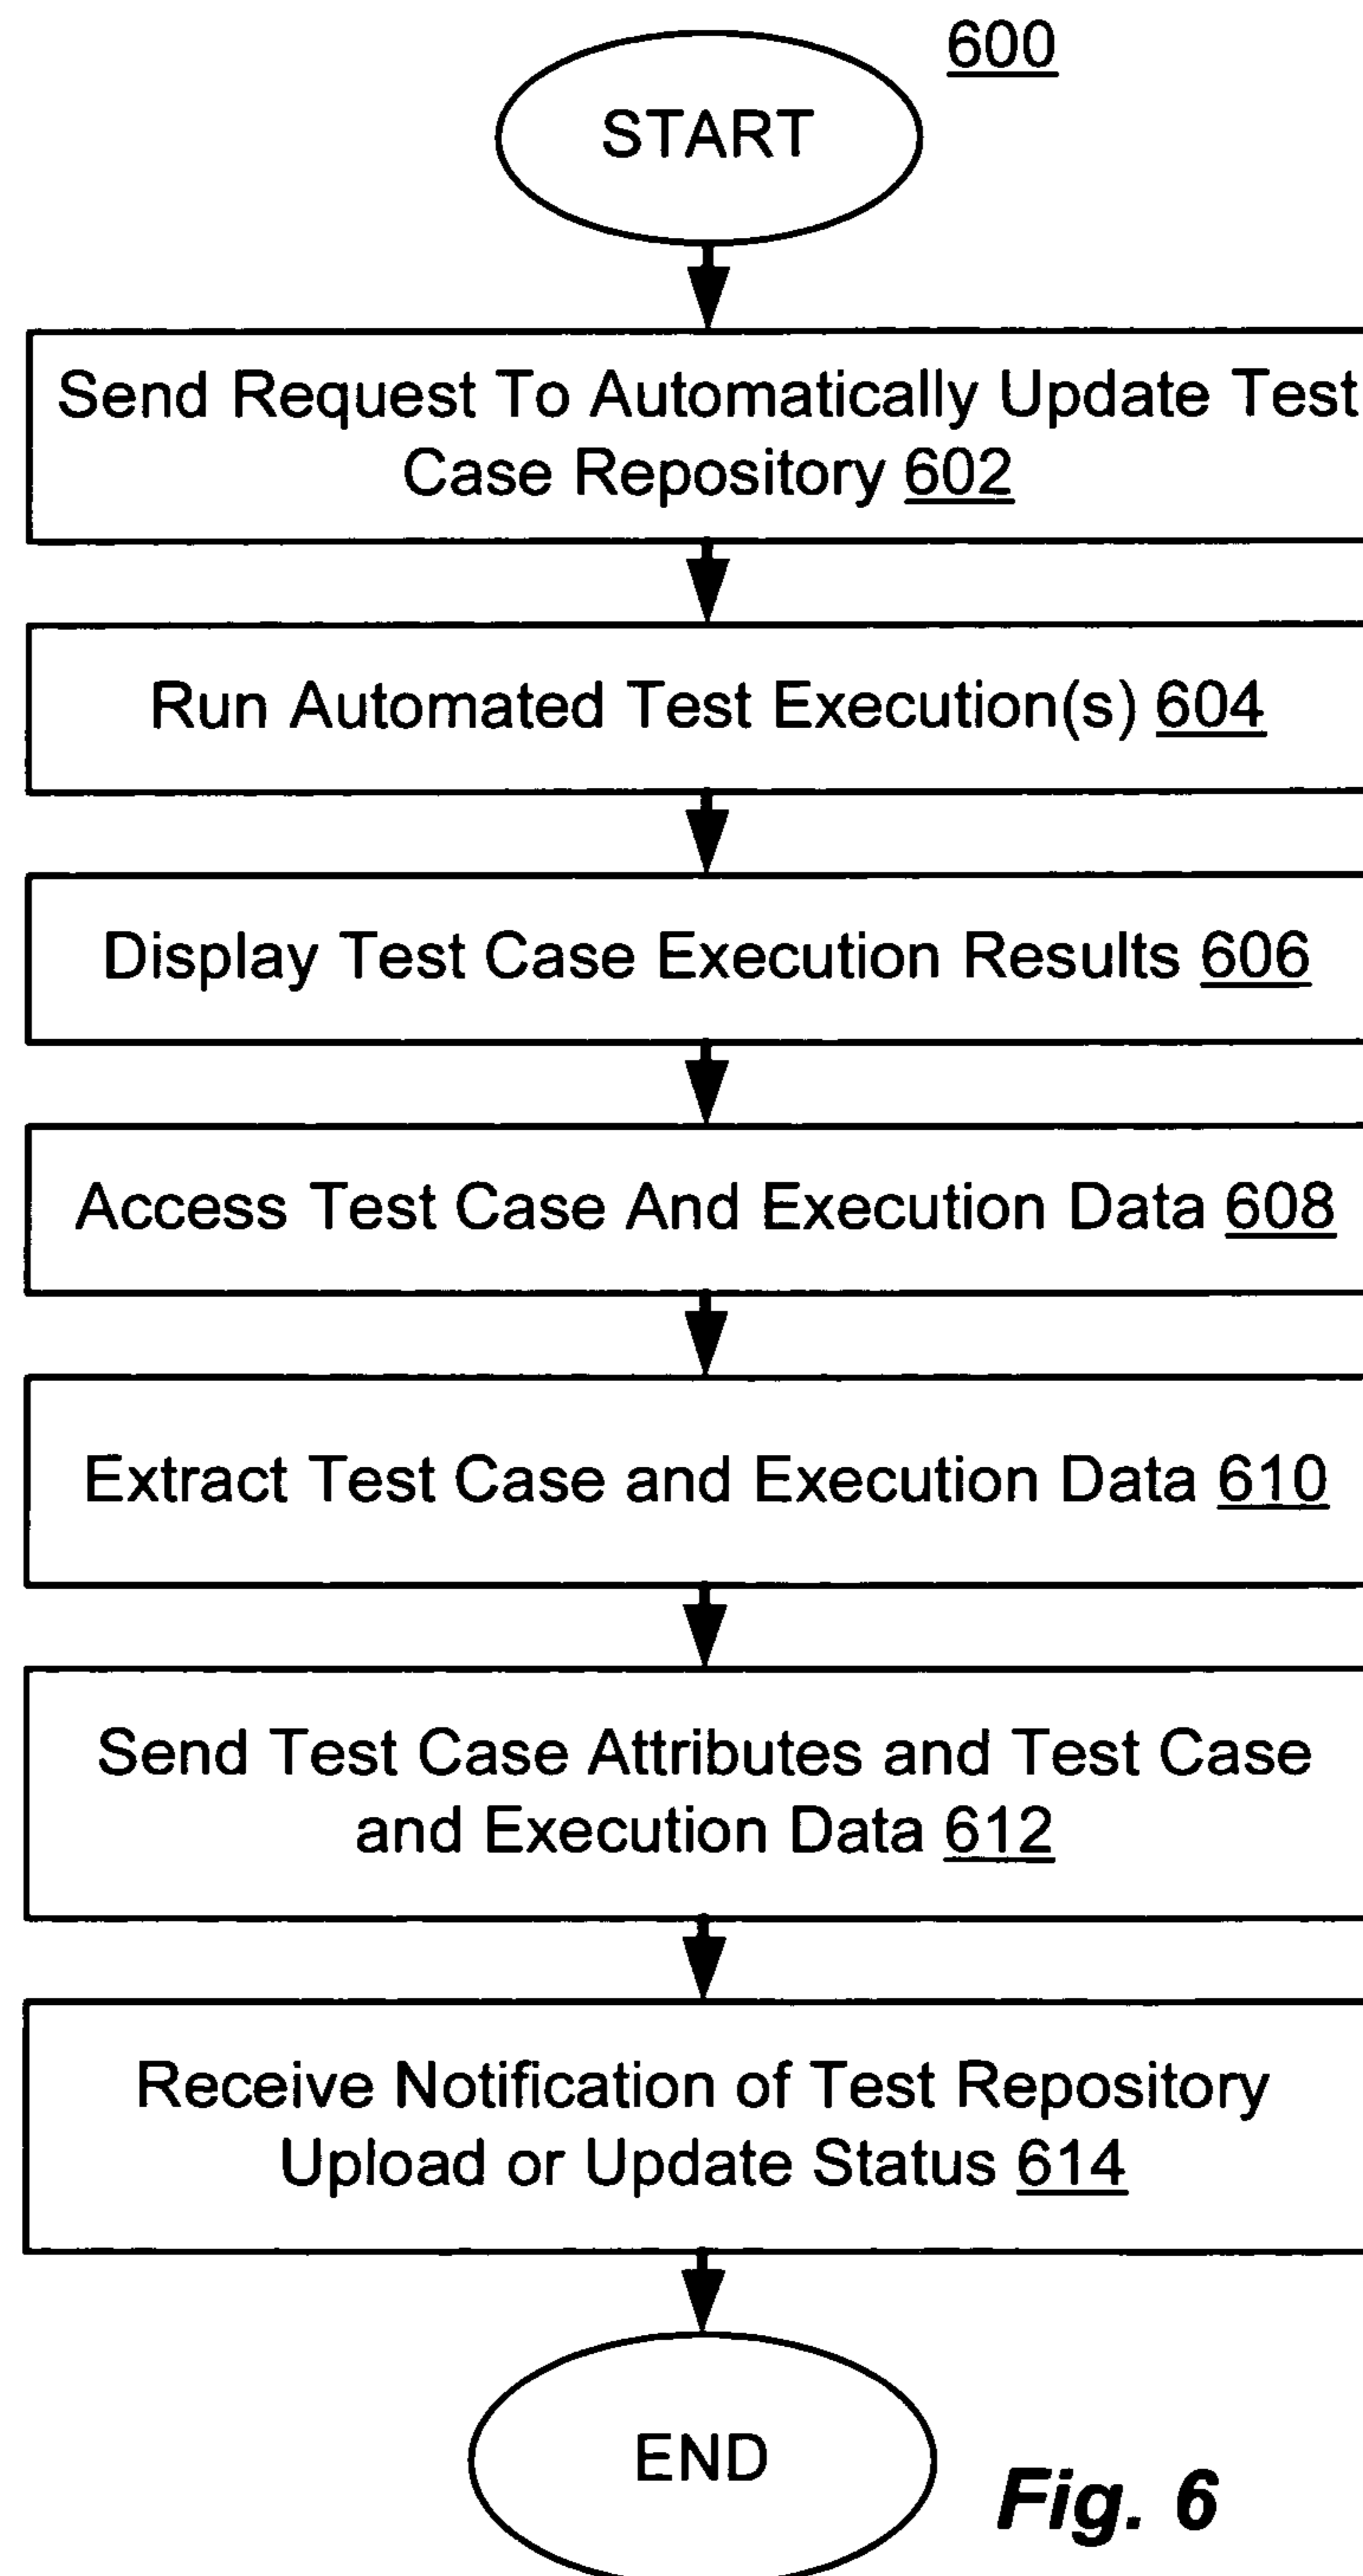 600
START
Send Request To Automatically Update Test
Case Repository 602
Run Automated Test Execution(s) 604
Display Test Case Execution Results 606
Access Test Case And Execution Data 608
Extract Test Case and Execution Data 610
Send Test Case Attributes and Test Case
and Execution Data 612
Receive Notification of Test Repository
Upload or Update Status 614
END
Fig. 6